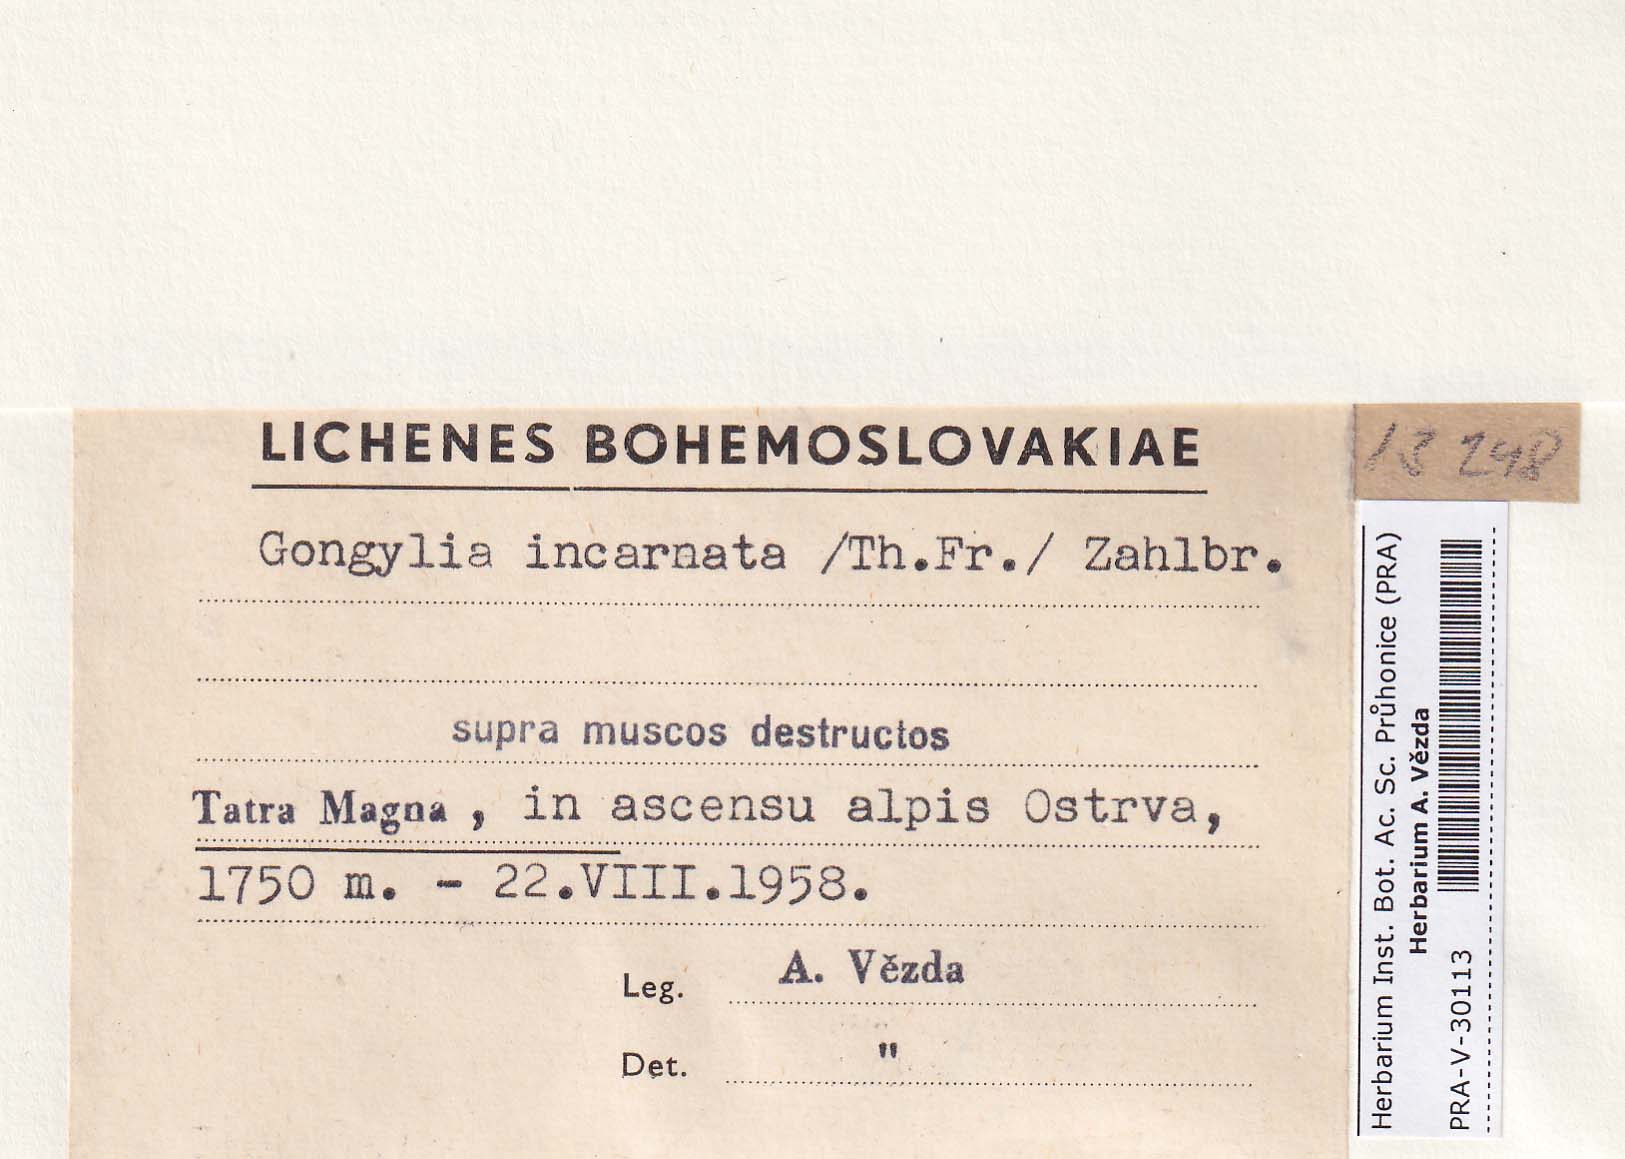 LICHENES BOHEMOSLOVAKIAE
Gongylia incarnata /Th.Fr./ Zahlbr.
supra muscos destructos
Tatra Magna, in ascensu alpis Ostrva,
1750 m. - 22.VIII.1958.
Leg. A. Vězda
Det. "
13 248
Herbarium Inst. Bot. Ac. Sc. Průhonice (PRA)
Herbarium A. Vězda
PRA-V-30113